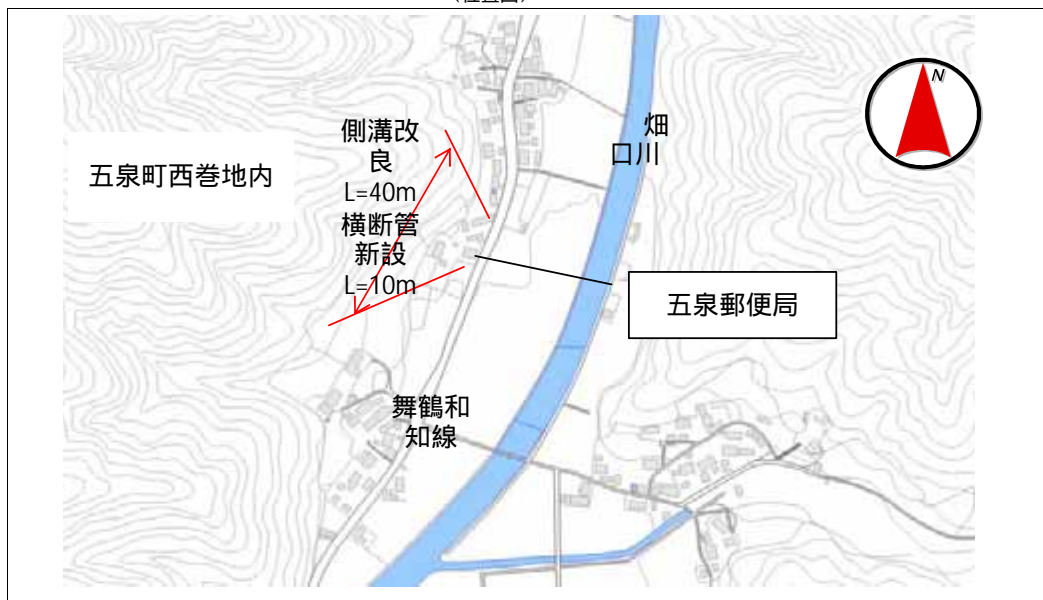 側溝改
良
L=40m
横断管
新設
L=10m
五泉町西巻地内
畑
口川
N
五泉郵便局
舞鶴和
知線